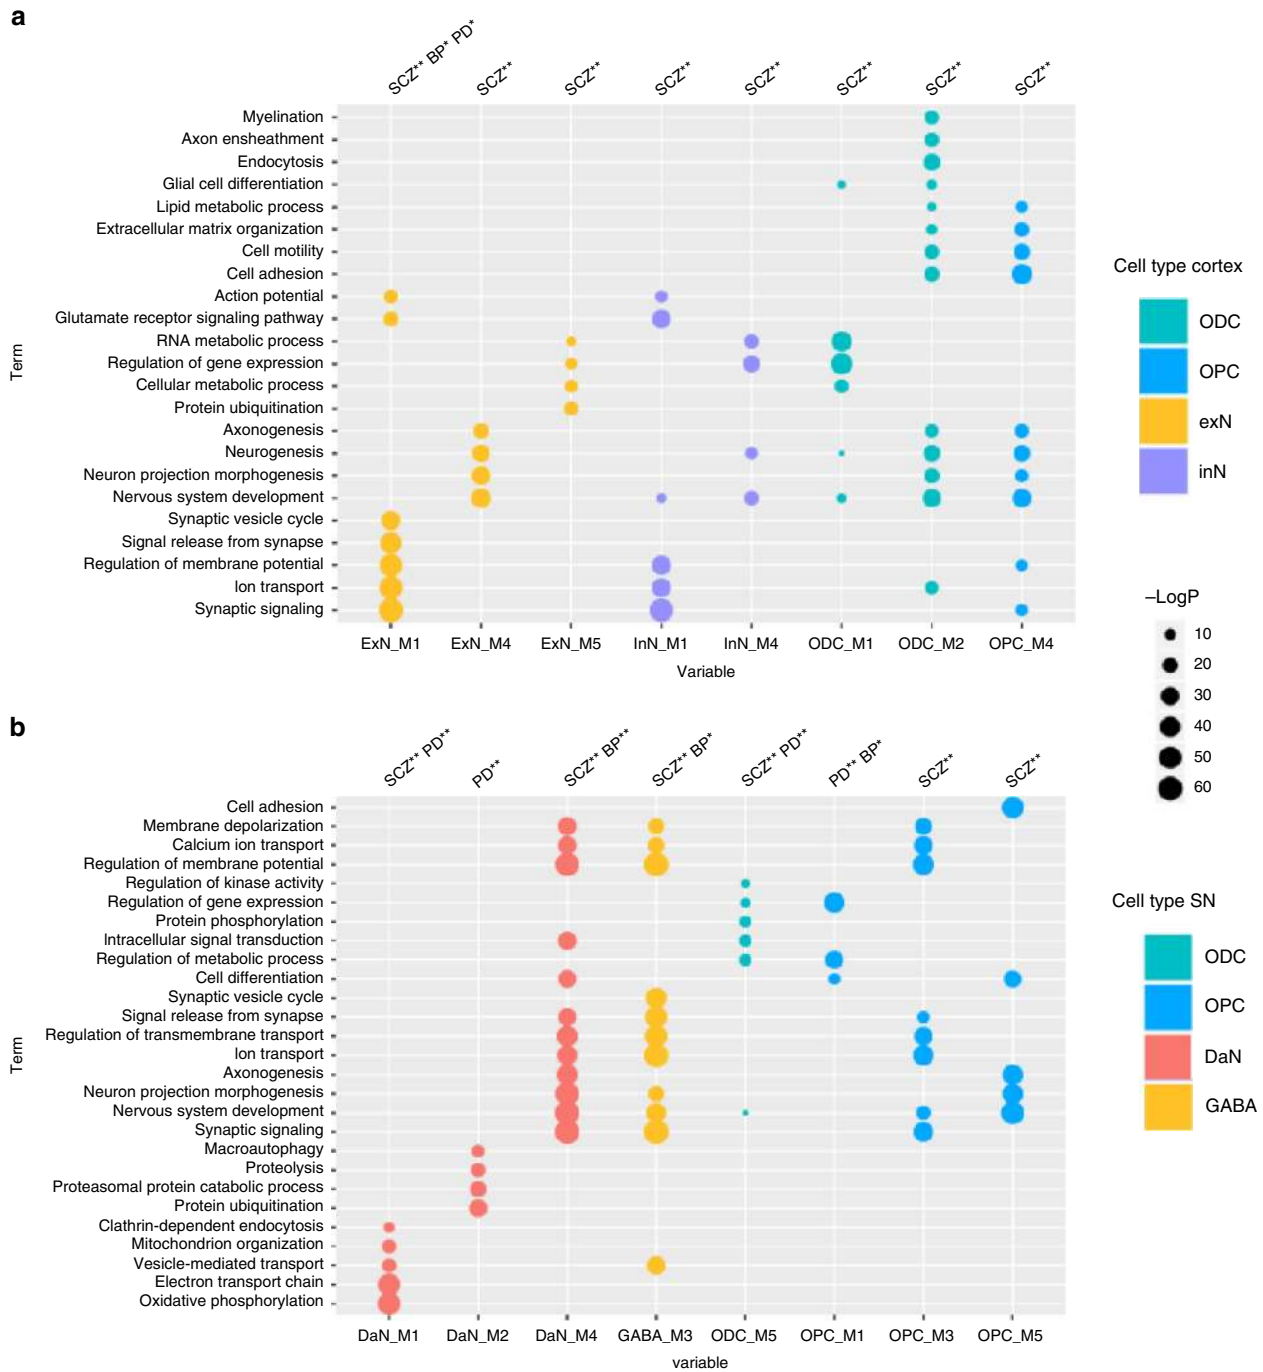 a
SCZ** BP* PD*
SCZ**
SCZ**
SCZ**
SCZ**
SCZ**
SCZ**
SCZ**
Myelination
Axon ensheathment
Endocytosis
Glial cell differentiation
Lipid metabolic process
Extracellular matrix organization
Cell motility
Cell adhesion
Action potential
Glutamate receptor signaling pathway
RNA metabolic process
Regulation of gene expression
Cellular metabolic process
Protein ubiquitination
Axonogenesis
Neurogenesis
Neuron projection morphogenesis
Nervous system development
Synaptic vesicle cycle
Signal release from synapse
Regulation of membrane potential
Ion transport
Synaptic signaling
Term
ExN_M1
ExN_M4
ExN_M5
InN_M1
InN_M4
ODC_M1
ODC_M2
OPC_M4
Variable
Cell type cortex
ODC
OPC
exN
inN
–LogP
10
20
30
40
50
60
b
SCZ** PD**
PD**
SCZ** BP**
SCZ** BP*
SCZ** PD**
PD** BP*
SCZ**
SCZ**
Cell adhesion
Membrane depolarization
Calcium ion transport
Regulation of membrane potential
Regulation of kinase activity
Regulation of gene expression
Protein phosphorylation
Intracellular signal transduction
Regulation of metabolic process
Cell differentiation
Synaptic vesicle cycle
Signal release from synapse
Regulation of transmembrane transport
Ion transport
Axonogenesis
Neuron projection morphogenesis
Nervous system development
Synaptic signaling
Macroautophagy
Proteolysis
Proteasomal protein catabolic process
Protein ubiquitination
Clathrin-dependent endocytosis
Mitochondrion organization
Vesicle-mediated transport
Electron transport chain
Oxidative phosphorylation
Term
DaN_M1
DaN_M2
DaN_M4
GABA_M3
ODC_M5
OPC_M1
OPC_M3
OPC_M5
variable
Cell type SN
ODC
OPC
DaN
GABA